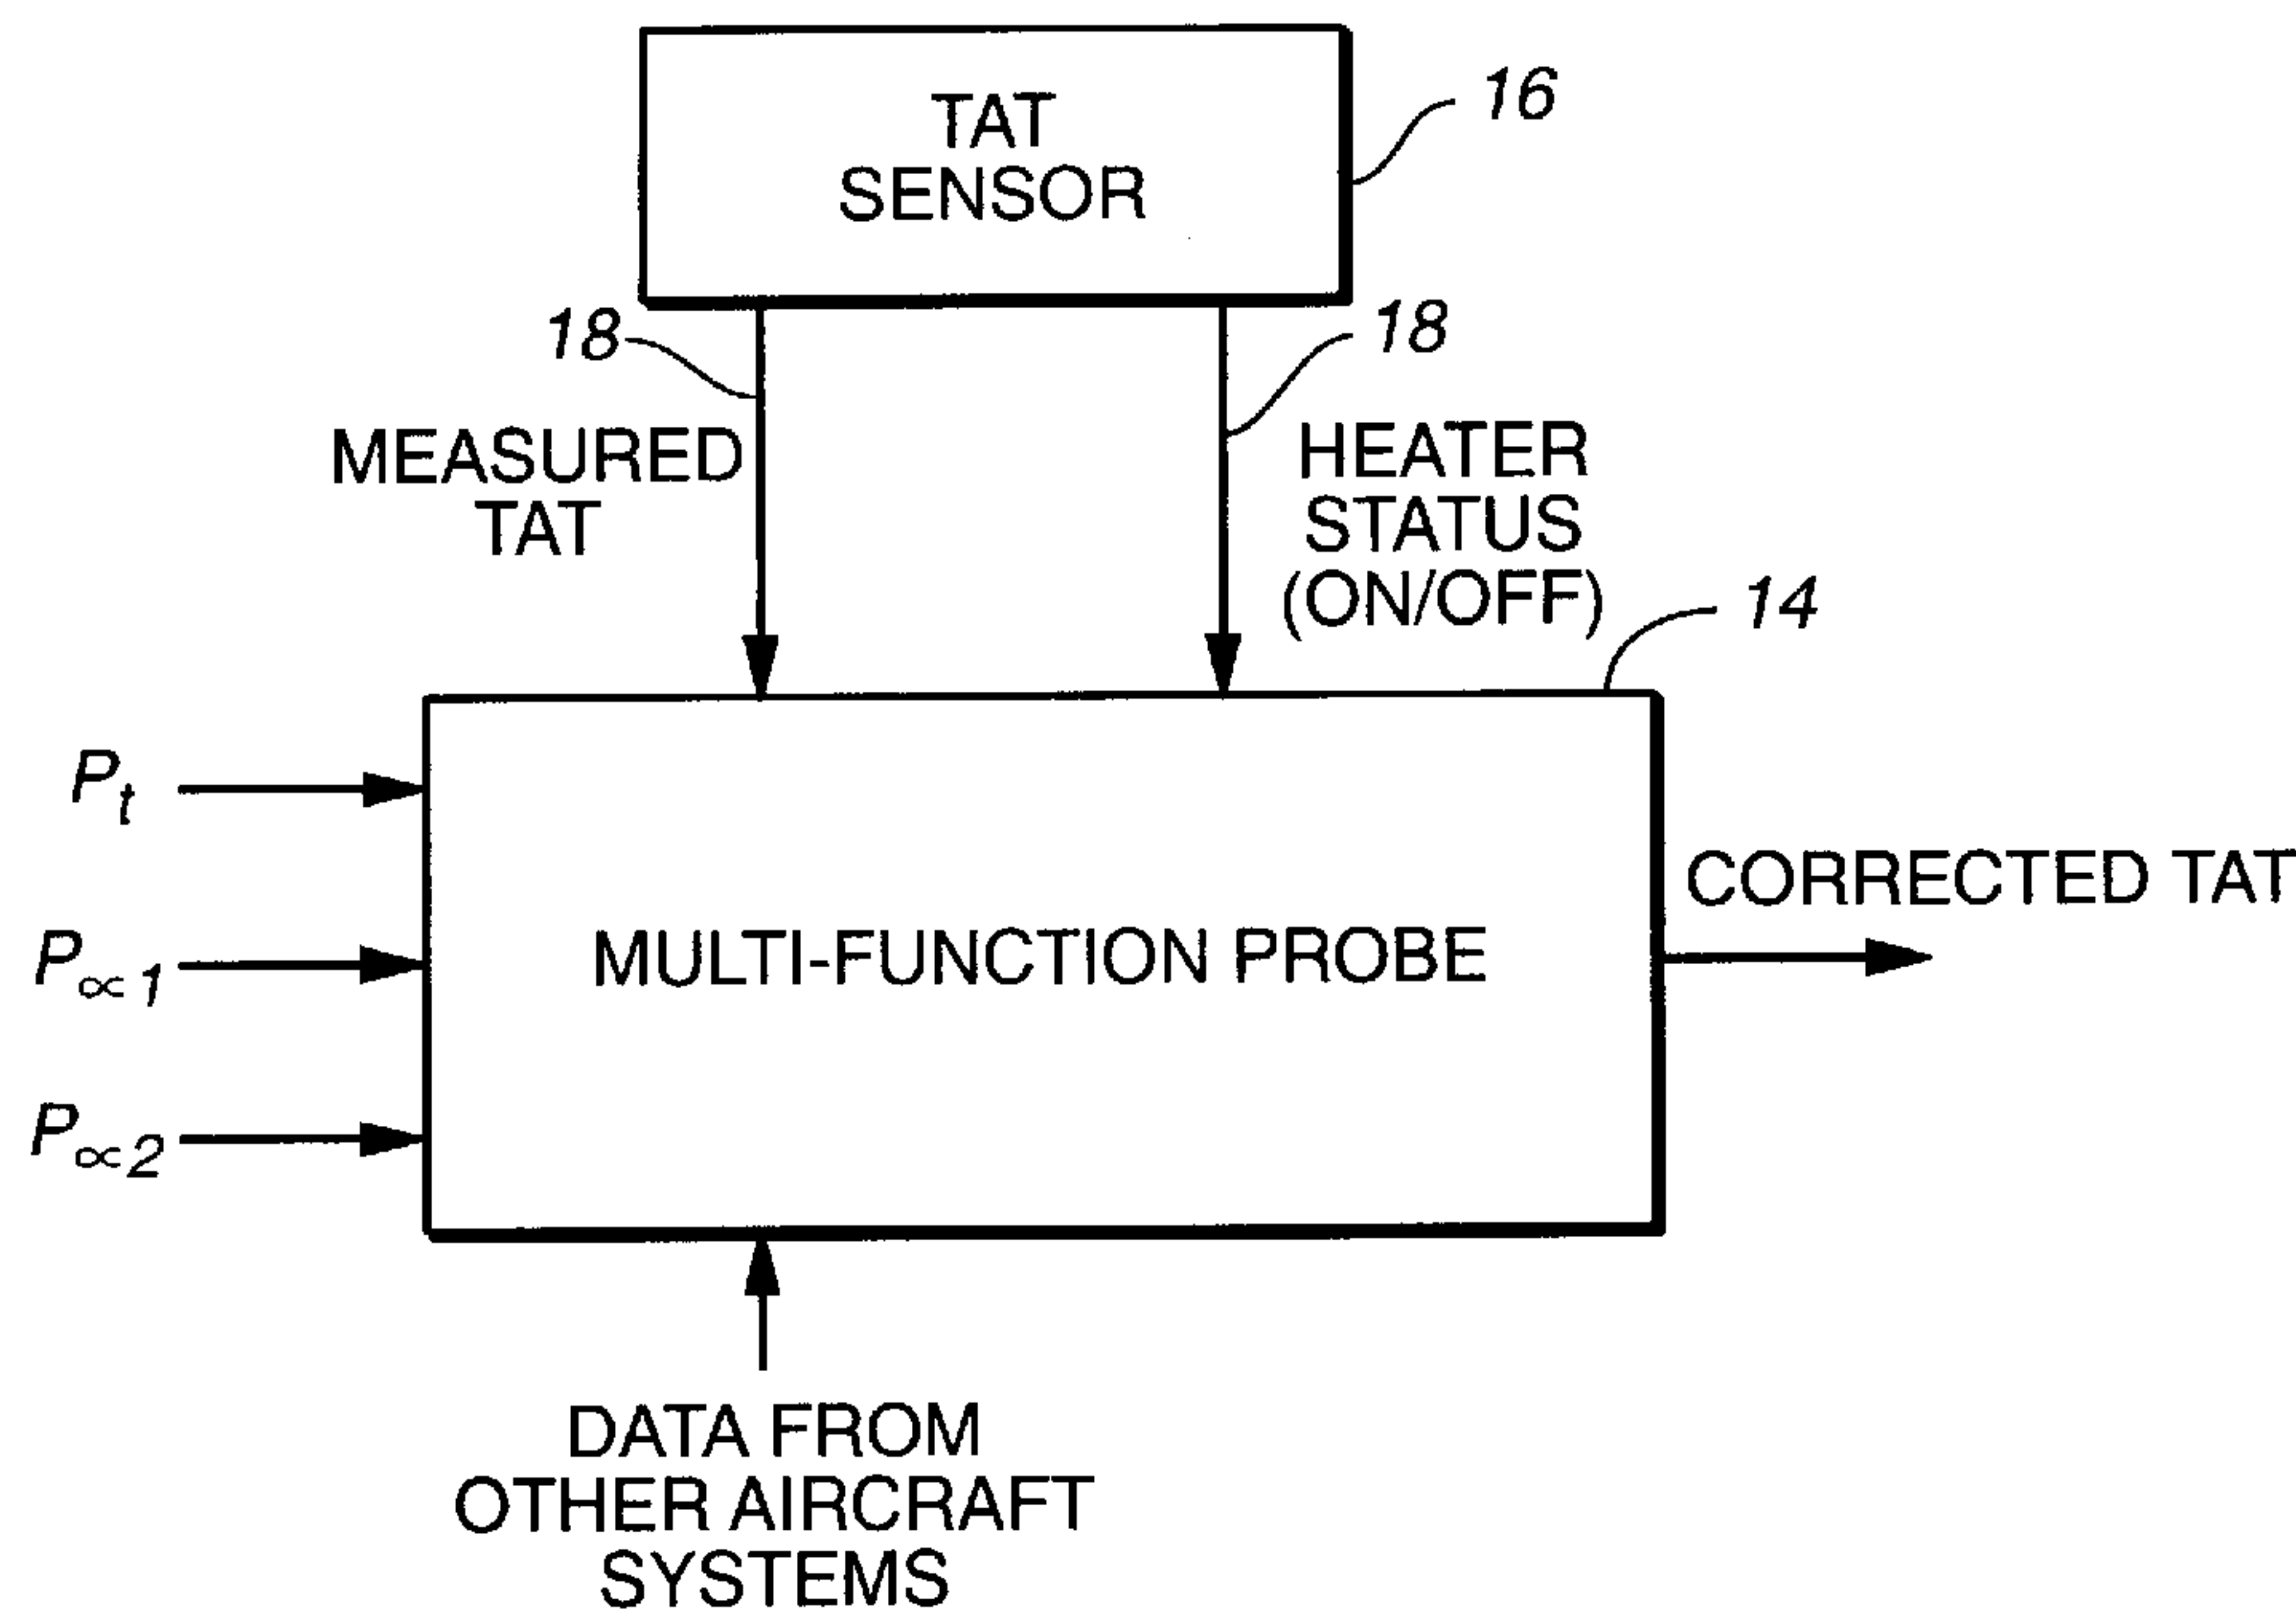 TAT
SENSOR
16
18
18
MEASURED
TAT
HEATER
STATUS
(ON/OFF)
14
Pt
P∝1
P∝2
MULTI-FUNCTION PROBE
CORRECTED TAT
DATA FROM
OTHER AIRCRAFT
SYSTEMS